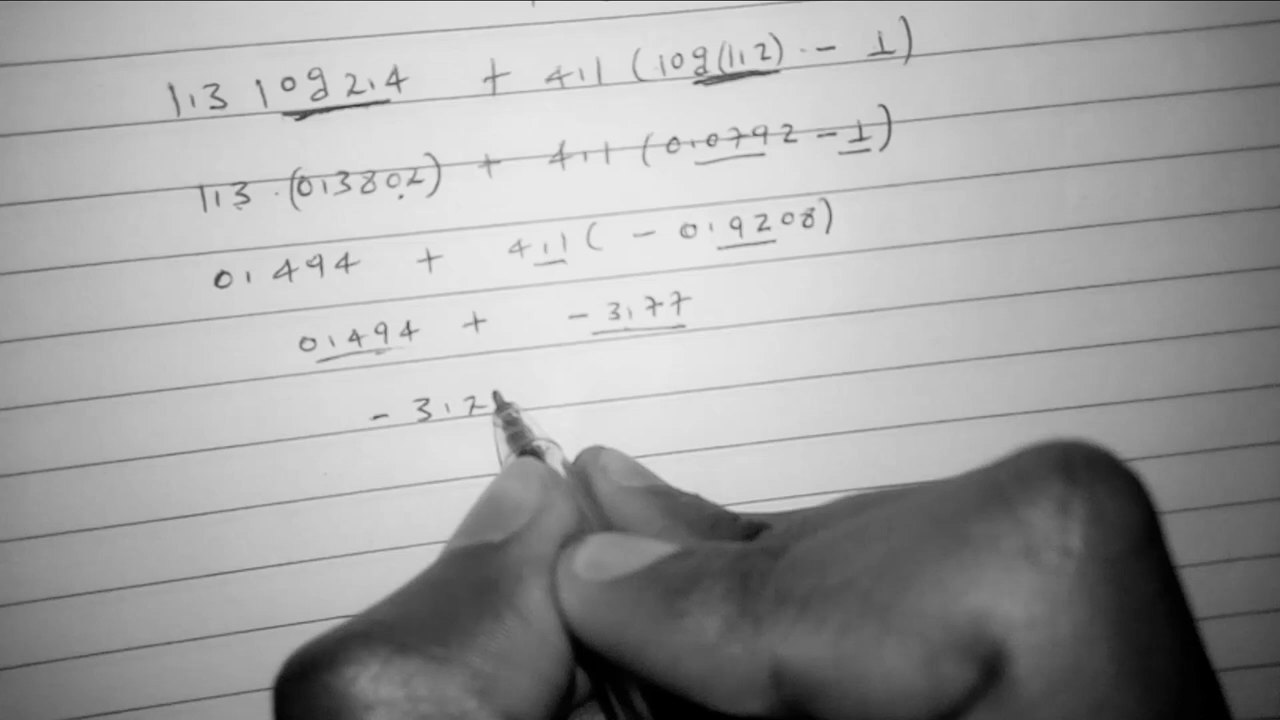 1.3 log 2.4 + 4.1 (log(1.2) - 1)
1.3 . (0.3802) + 4.1 (0.0792 - 1)
0.494 + 4.1 ( - 0.9208)
0.494 + - 3.77
- 3.2